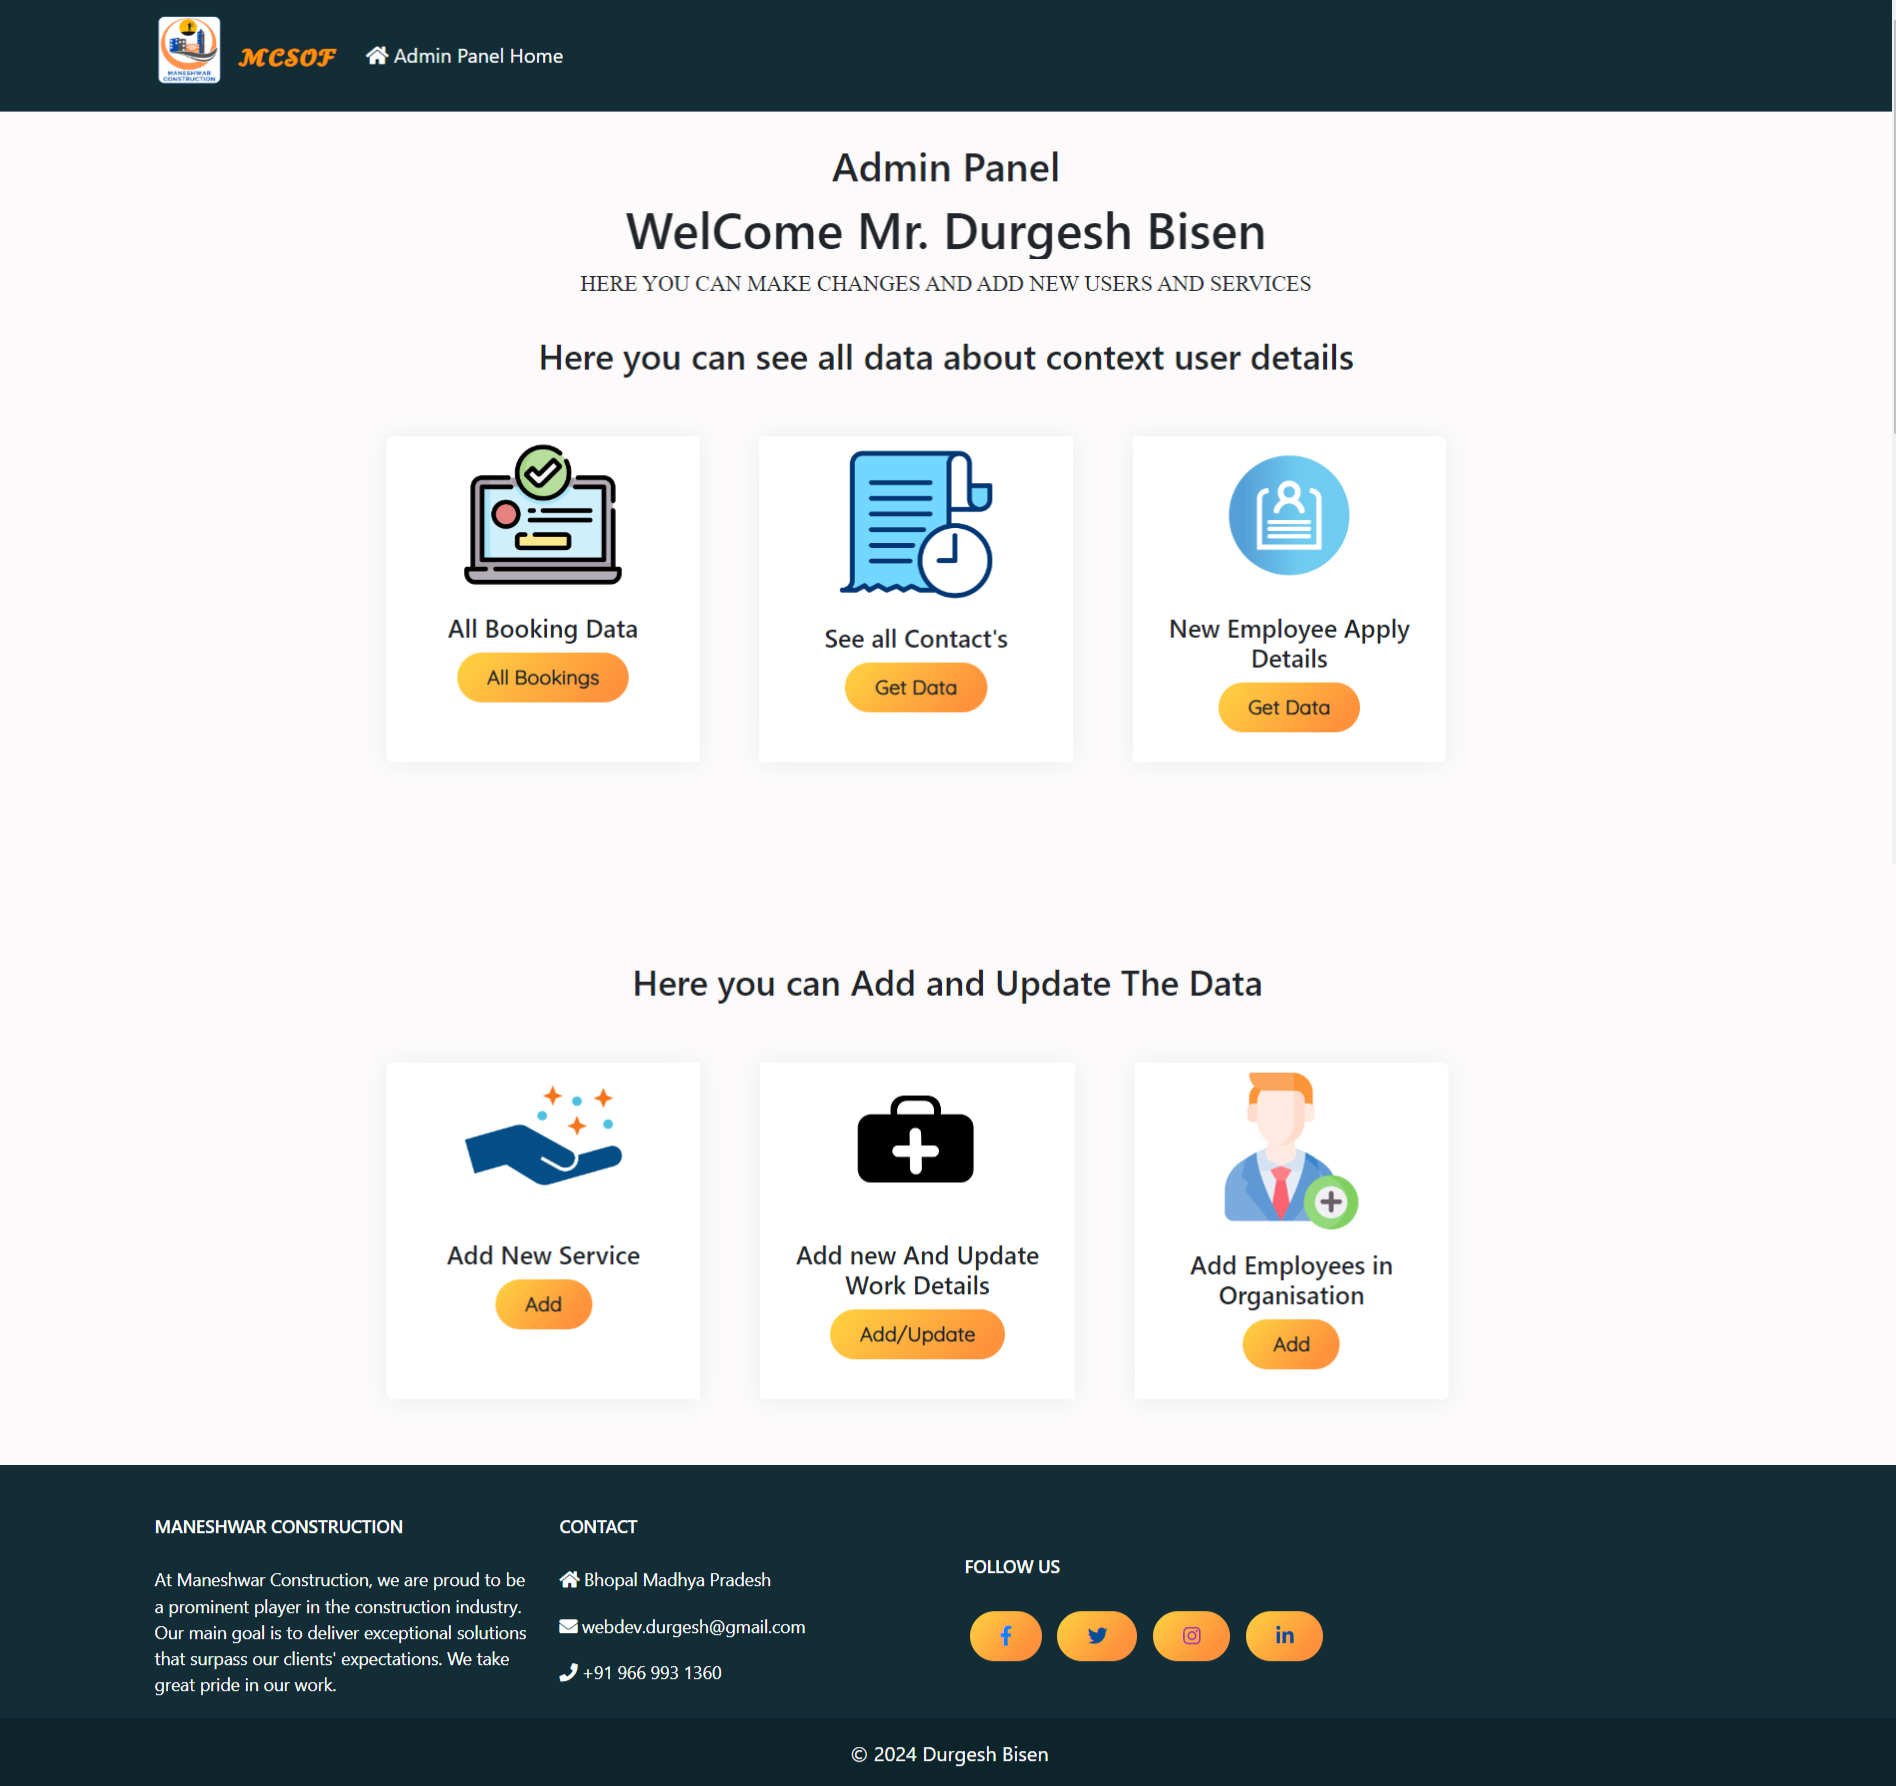 MANESHWAR
CONSTRUCTION
MCSOF
Admin Panel Home
Admin Panel
WelCome Mr. Durgesh Bisen
HERE YOU CAN MAKE CHANGES AND ADD NEW USERS AND SERVICES
Here you can see all data about context user details
All Booking Data
All Bookings
See all Contact's
Get Data
New Employee Apply
Details
Get Data
Here you can Add and Update The Data
Add New Service
Add
Add new And Update
Work Details
Add/Update
Add Employees in
Organisation
Add
MANESHWAR CONSTRUCTION
At Maneshwar Construction, we are proud to be
a prominent player in the construction industry.
Our main goal is to deliver exceptional solutions
that surpass our clients' expectations. We take
great pride in our work.
CONTACT
Bhopal Madhya Pradesh
webdev.durgesh@gmail.com
+91 966 993 1360
FOLLOW US
© 2024 Durgesh Bisen